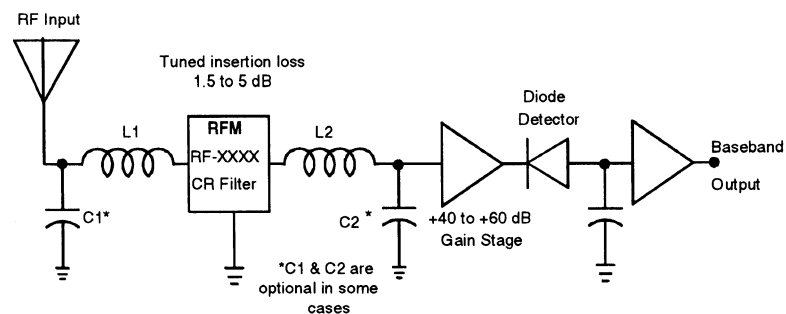 RF Input
Tuned insertion loss
1.5 to 5 dB
L1
RFM
RF-XXXX
CR Filter
L2
Diode
Detector
Baseband
Output
C1*
C2 *
+40 to +60 dB
Gain Stage
*C1 & C2 are
optional in some
cases